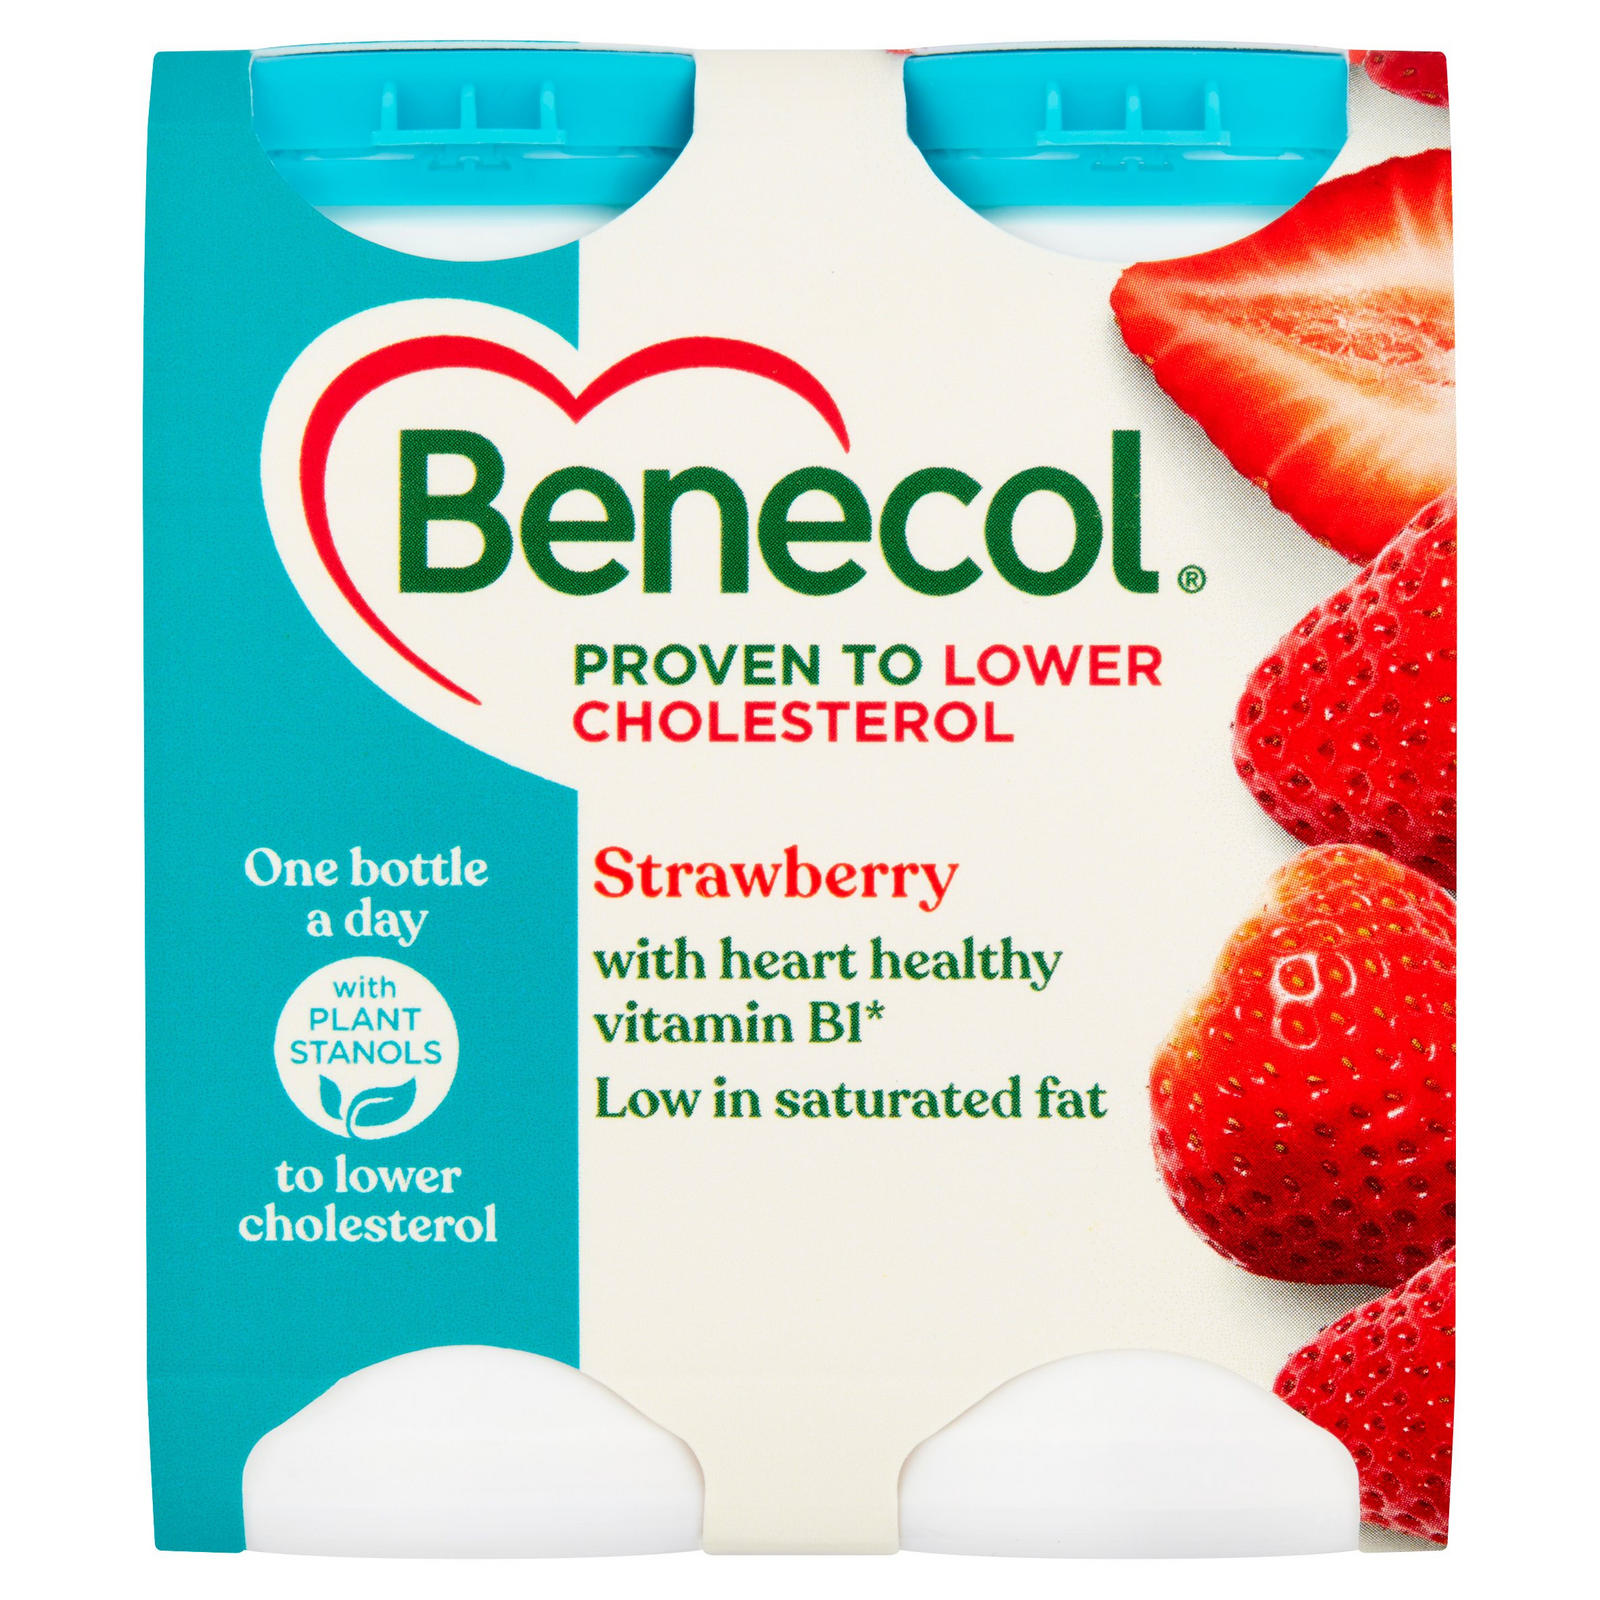 Benecol®
PROVEN TO LOWER
CHOLESTEROL
One bottle
a day
with
PLANT
STANOLS
to lower
cholesterol
Strawberry
with heart healthy
vitamin B1*
Low in saturated fat